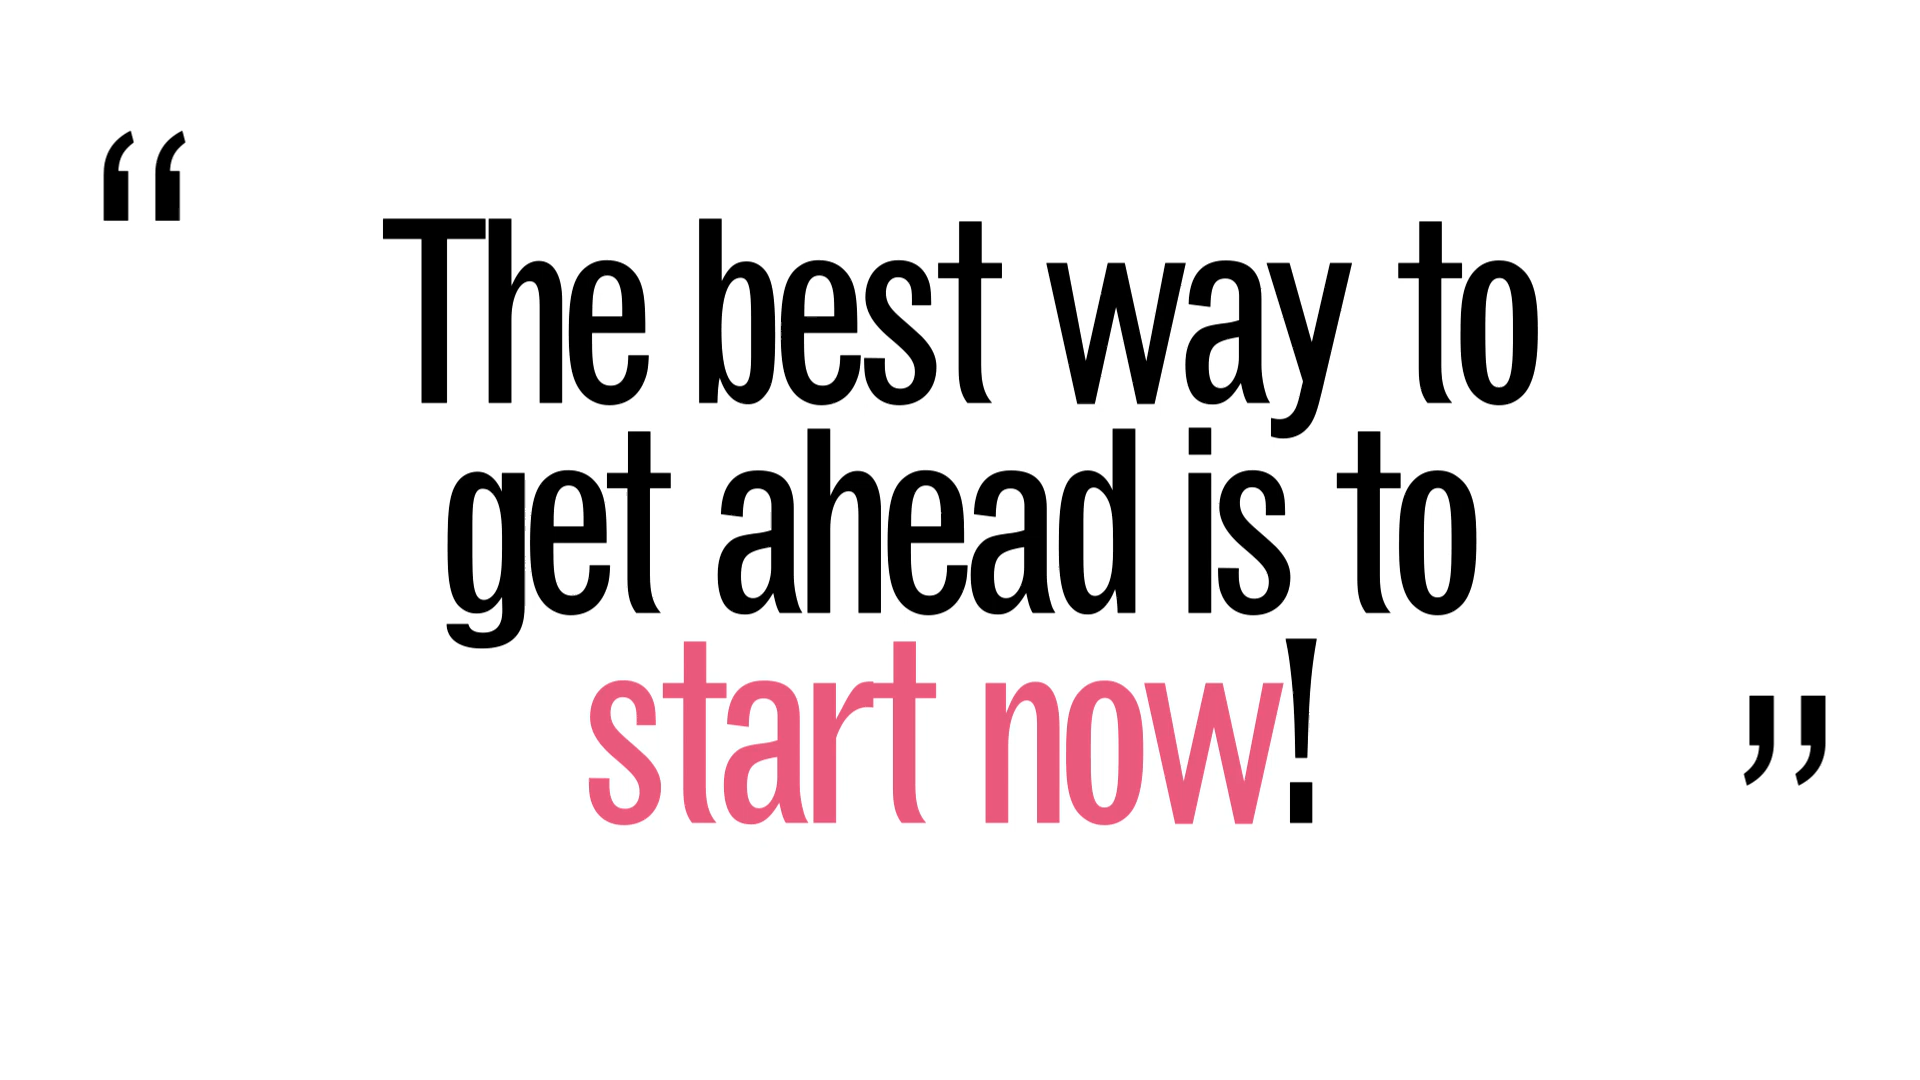 “The best way to
get ahead is to
start now!”